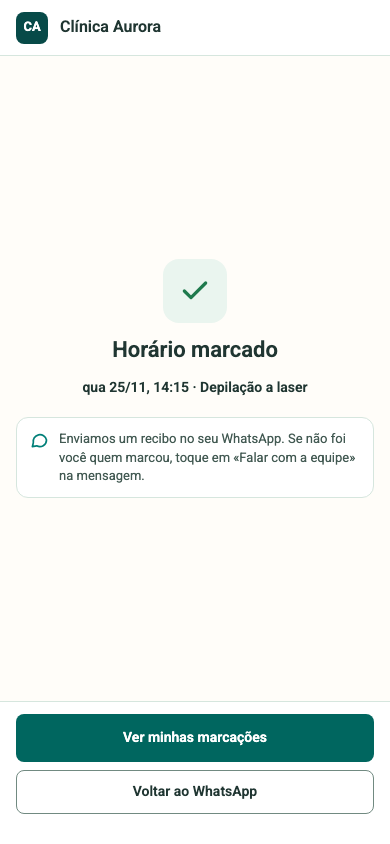 CA
Clínica Aurora
Horário marcado
qua 25/11, 14:15 · Depilação a laser
Enviamos um recibo no seu WhatsApp. Se não foi
você quem marcou, toque em «Falar com a equipe»
na mensagem.
Ver minhas marcações
Voltar ao WhatsApp